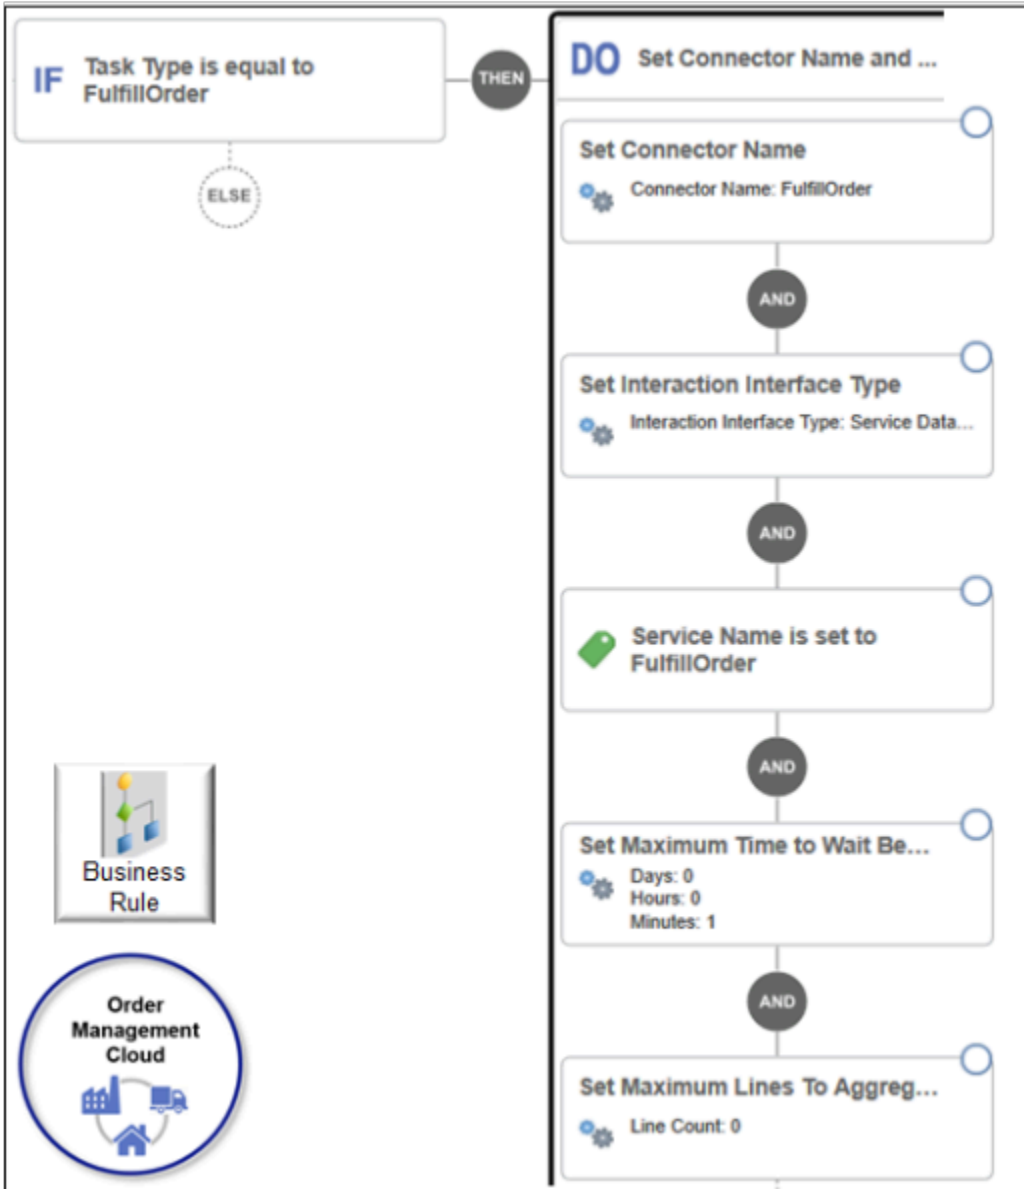 IF
Task Type is equal to
FulfillOrder
THEN
ELSE
DO
Set Connector Name and ...
Set Connector Name
Connector Name: FulfillOrder
AND
Set Interaction Interface Type
Interaction Interface Type: Service Data...
AND
Service Name is set to
FulfillOrder
AND
Set Maximum Time to Wait Be...
Days: 0
Hours: 0
Minutes: 1
AND
Set Maximum Lines To Aggreg...
Line Count: 0
Business
Rule
Order
Management
Cloud